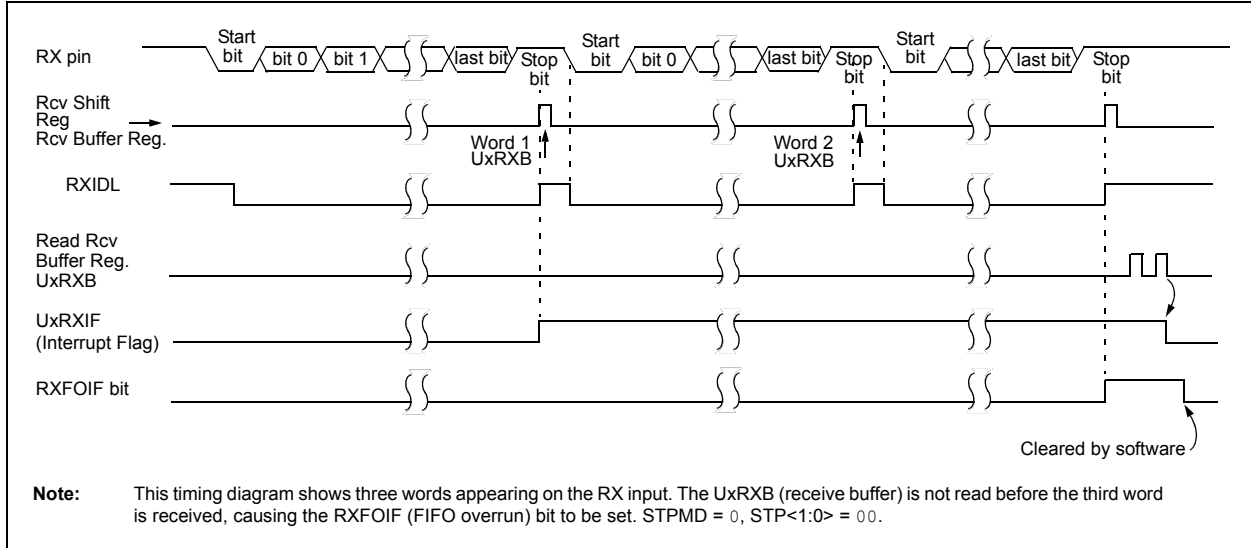 RX pin
Start bit
bit 0
bit 1
last bit
Stop bit
Start bit
bit 0
last bit
Stop bit
Start bit
last bit
Stop bit
Rcv Shift
Reg
Rcv Buffer Reg.
Word 1
UxRXB
Word 2
UxRXB
RXIDL
Read Rcv
Buffer Reg.
UxRXB
UxRXIF
(Interrupt Flag)
RXFOIF bit
Cleared by software
Note: This timing diagram shows three words appearing on the RX input. The UxRXB (receive buffer) is not read before the third word
is received, causing the RXFOIF (FIFO overrun) bit to be set. STPMD = 0, STP<1:0> = 00.